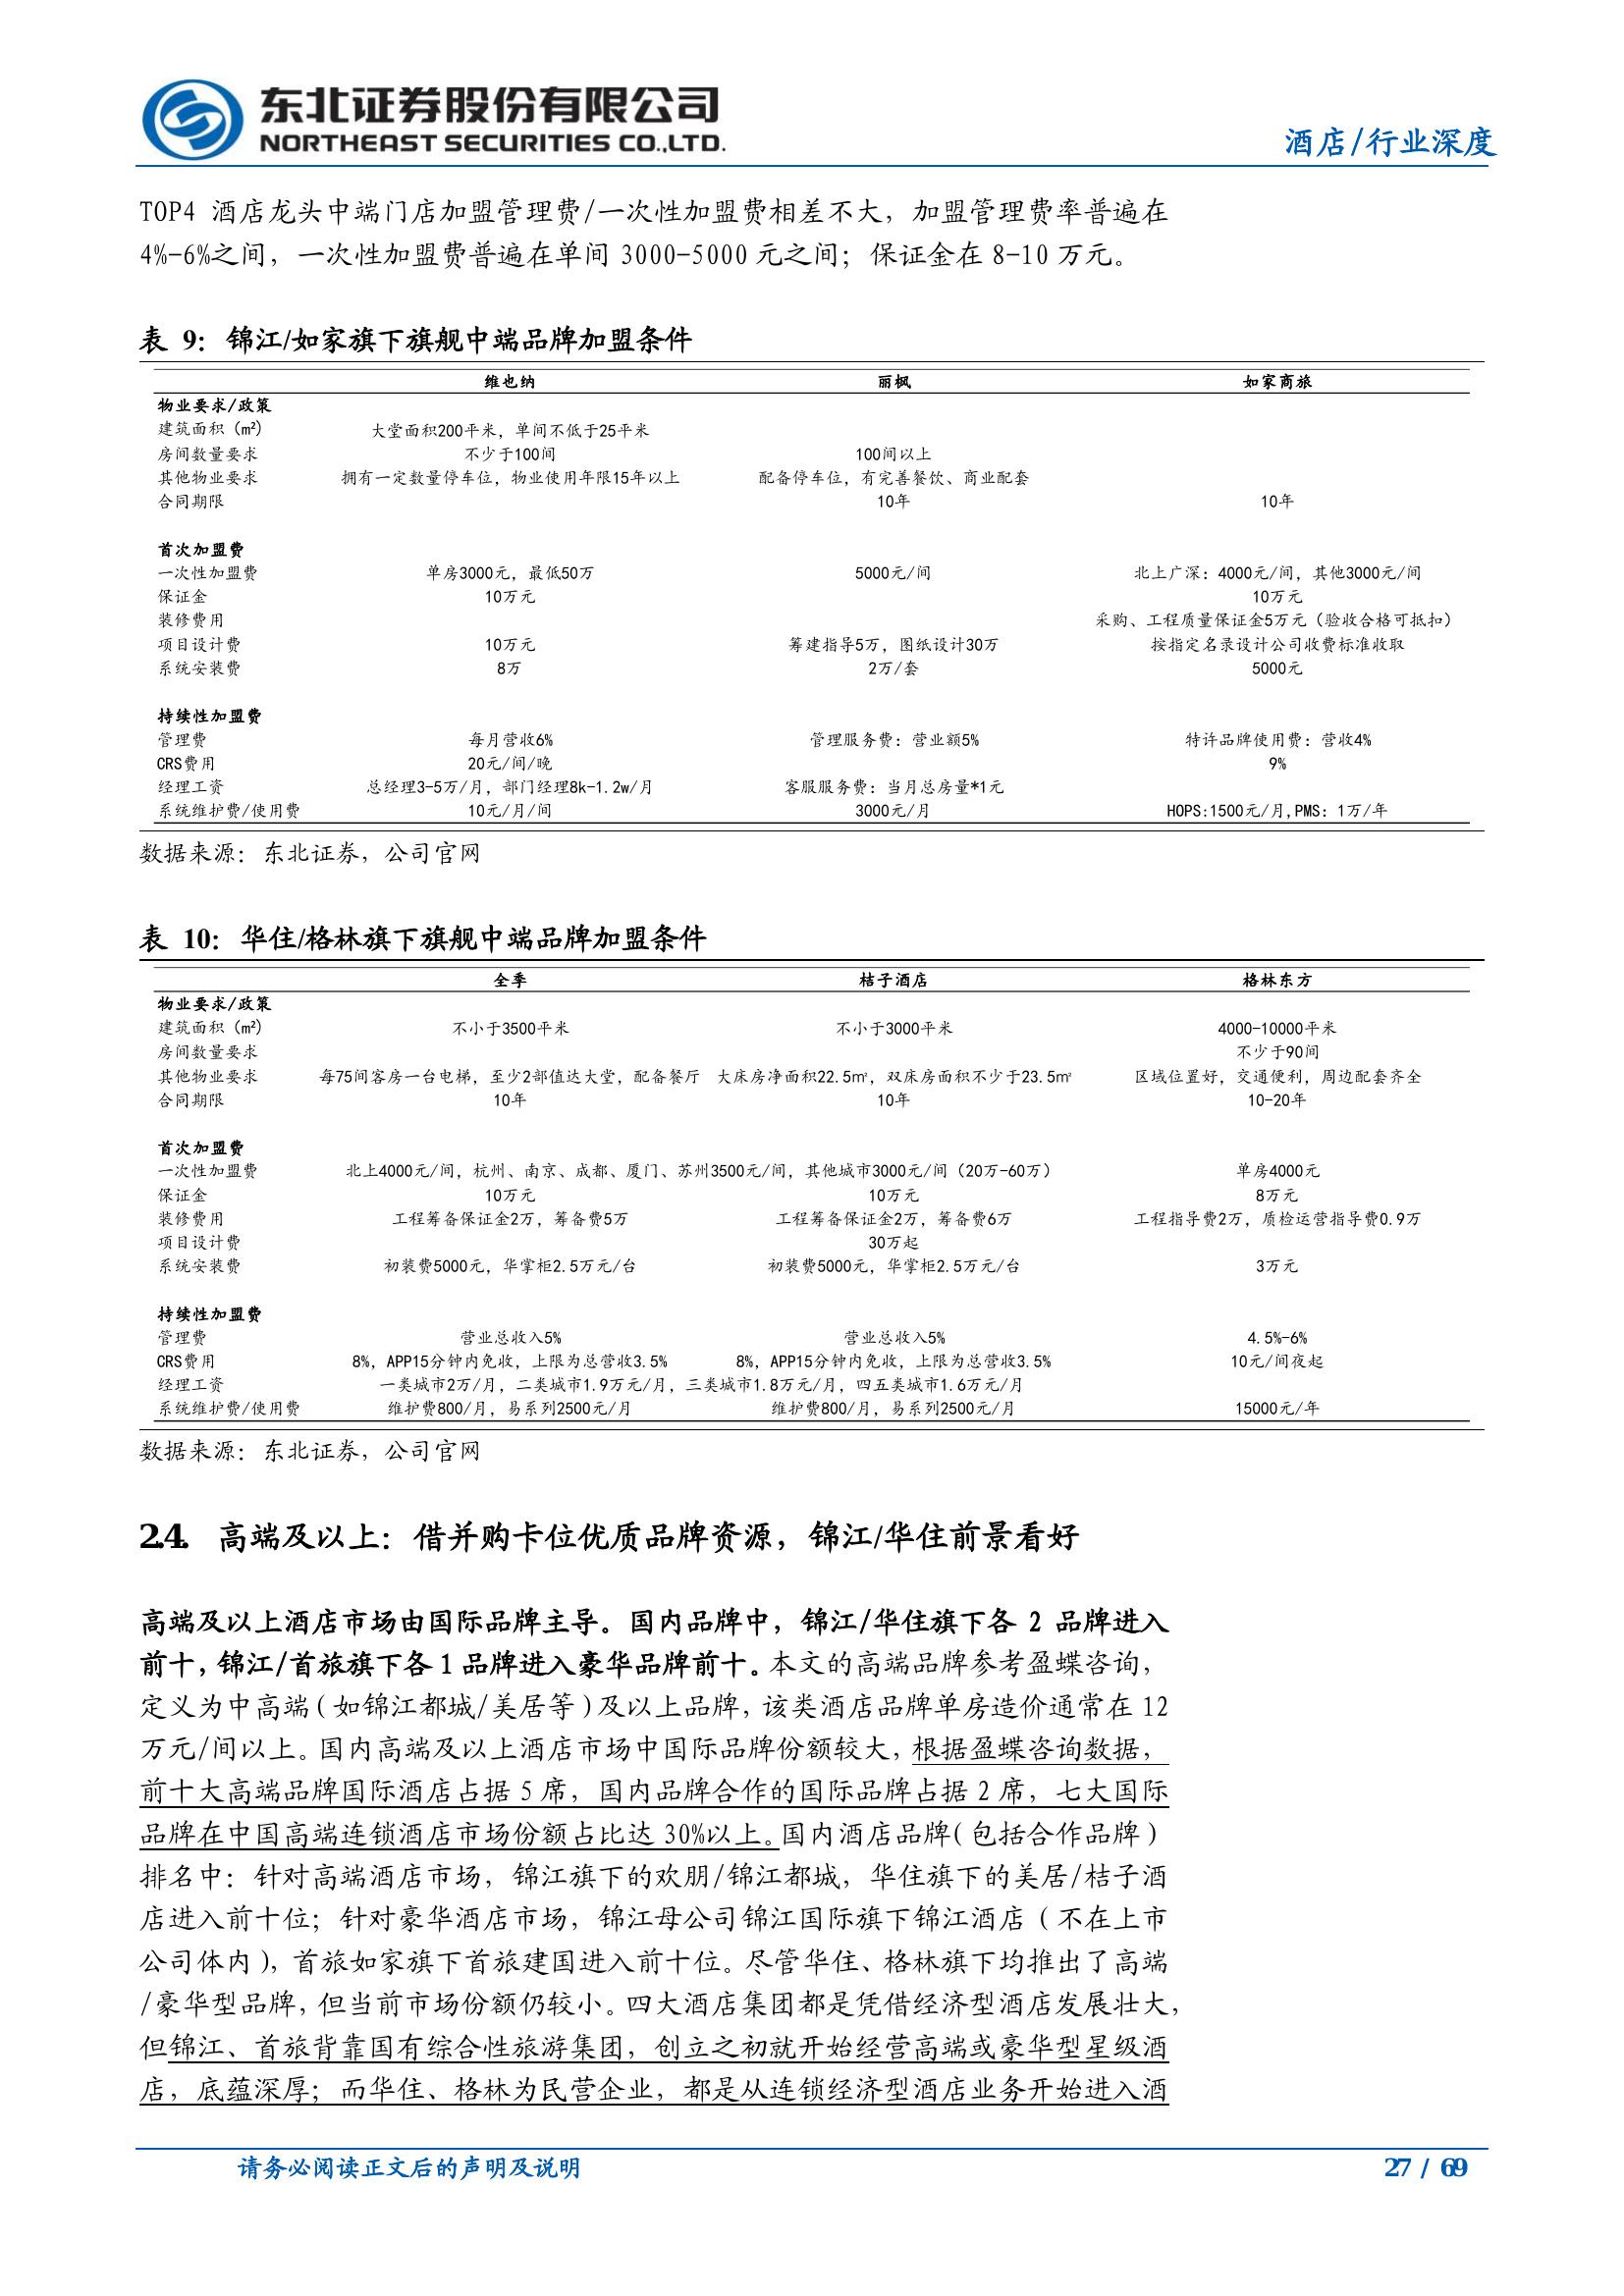 东北证券股份有限公司
NORTHEAST SECURITIES CO.,LTD.
酒店/行业深度
TOP4 酒店龙头中端门店加盟管理费/一次性加盟费相差不大，加盟管理费率普遍在
4%-6%之间，一次性加盟费普遍在单间 3000-5000 元之间；保证金在 8-10 万元。
表 9：锦江/如家旗下旗舰中端品牌加盟条件
维也纳 丽枫 如家商旅
物业要求/政策
建筑面积（㎡） 大堂面积200平米，单间不低于25平米
房间数量要求 不少于100间 100间以上
其他物业要求 拥有一定数量停车位，物业使用年限15年以上 配备停车位，有完善餐饮、商业配套
合同期限 10年 10年
首次加盟费
一次性加盟费 单房3000元，最低50万 5000元/间 北上广深：4000元/间，其他3000元/间
保证金 10万元 10万元
装修费用 采购、工程质量保证金5万元（验收合格可抵扣）
项目设计费 10万元 筹建指导5万，图纸设计30万 按指定名录设计公司收费标准收取
系统安装费 8万 2万/套 5000元
持续性加盟费
管理费 每月营收6% 管理服务费：营业额5% 特许品牌使用费：营收4%
CRS费用 20元/间/晚 9%
经理工资 总经理3-5万/月，部门经理8k-1.2w/月 客服服务费：当月总房量*1元
系统维护费/使用费 10元/月/间 3000元/月 HOPS:1500元/月,PMS：1万/年
数据来源：东北证券，公司官网
表 10：华住/格林旗下旗舰中端品牌加盟条件
全季 桔子酒店 格林东方
物业要求/政策
建筑面积（㎡） 不小于3500平米 不小于3000平米 4000-10000平米
房间数量要求 不少于90间
其他物业要求 每75间客房一台电梯，至少2部值达大堂，配备餐厅 大床房净面积22.5㎡，双床房面积不少于23.5㎡ 区域位置好，交通便利，周边配套齐全
合同期限 10年 10年 10-20年
首次加盟费
一次性加盟费 北上4000元/间，杭州、南京、成都、厦门、苏州3500元/间，其他城市3000元/间（20万-60万） 单房4000元
保证金 10万元 10万元 8万元
装修费用 工程筹备保证金2万，筹备费5万 工程筹备保证金2万，筹备费6万 工程指导费2万，质检运营指导费0.9万
项目设计费 30万起
系统安装费 初装费5000元，华掌柜2.5万元/台 初装费5000元，华掌柜2.5万元/台 3万元
持续性加盟费
管理费 营业总收入5% 营业总收入5% 4.5%-6%
CRS费用 8%，APP15分钟内免收，上限为总营收3.5% 8%，APP15分钟内免收，上限为总营收3.5% 10元/间夜起
经理工资 一类城市2万/月，二类城市1.9万元/月，三类城市1.8万元/月，四五类城市1.6万元/月
系统维护费/使用费 维护费800/月，易系列2500元/月 维护费800/月，易系列2500元/月 15000元/年
数据来源：东北证券，公司官网
2.4. 高端及以上：借并购卡位优质品牌资源，锦江/华住前景看好
高端及以上酒店市场由国际品牌主导。国内品牌中，锦江/华住旗下各 2 品牌进入
前十，锦江/首旅旗下各 1 品牌进入豪华品牌前十。本文的高端品牌参考盈蝶咨询，
定义为中高端（如锦江都城/美居等）及以上品牌，该类酒店品牌单房造价通常在 12
万元/间以上。国内高端及以上酒店市场中国际品牌份额较大，根据盈蝶咨询数据，
前十大高端品牌国际酒店占据 5 席，国内品牌合作的国际品牌占据 2 席，七大国际
品牌在中国高端连锁酒店市场份额占比达 30%以上。国内酒店品牌（包括合作品牌）
排名中：针对高端酒店市场，锦江旗下的欢朋/锦江都城，华住旗下的美居/桔子酒
店进入前十位；针对豪华酒店市场，锦江母公司锦江国际旗下锦江酒店（不在上市
公司体内），首旅如家旗下首旅建国进入前十位。尽管华住、格林旗下均推出了高端
/豪华型品牌，但当前市场份额仍较小。四大酒店集团都是凭借经济型酒店发展壮大，
但锦江、首旅背靠国有综合性旅游集团，创立之初就开始经营高端或豪华型星级酒
店，底蕴深厚；而华住、格林为民营企业，都是从连锁经济型酒店业务开始进入酒
请务必阅读正文后的声明及说明
27 / 69